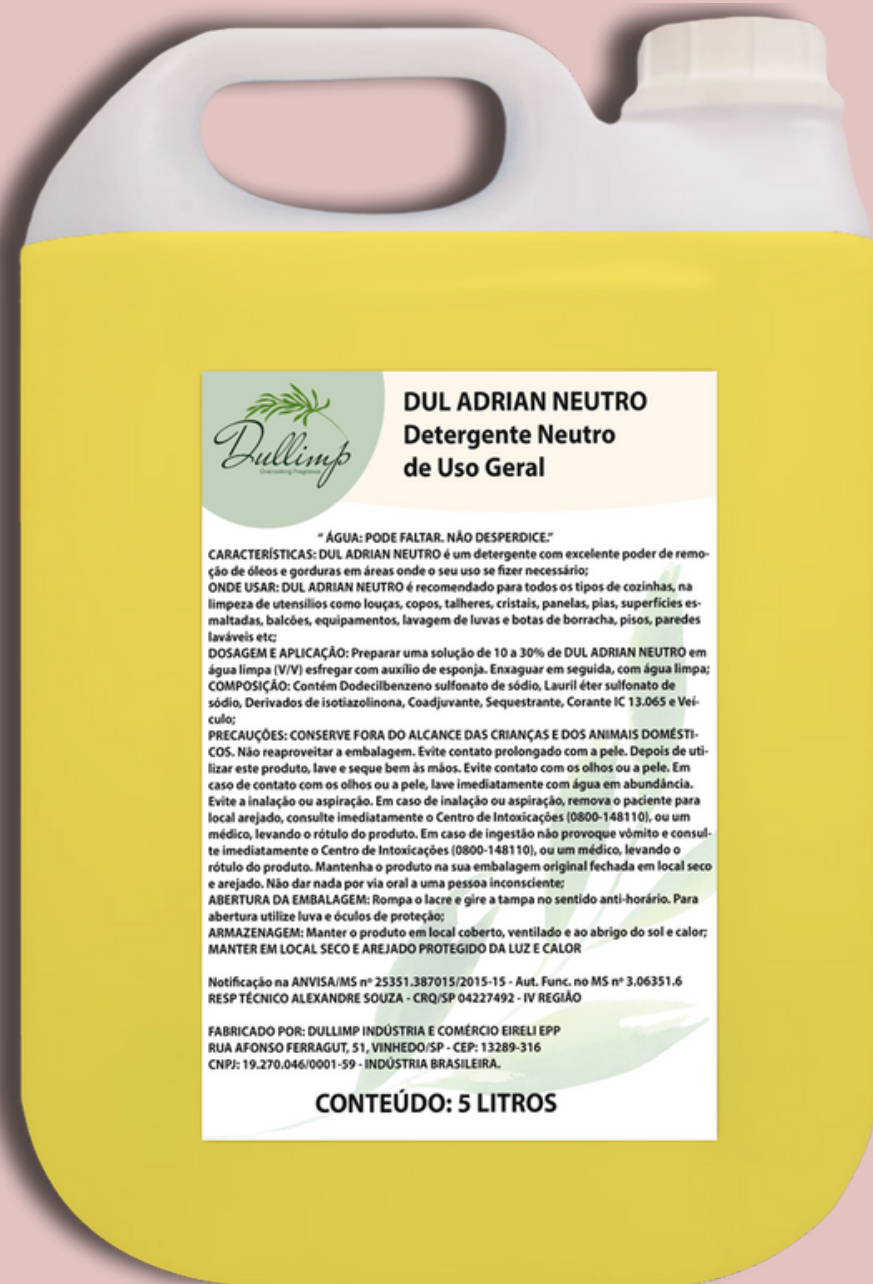 Dullimp
DUL ADRIAN NEUTRO
Detergente Neutro
de Uso Geral
" ÁGUA: PODE FALTAR. NÃO DESPERDICE."
CARACTERÍSTICAS: DUL ADRIAN NEUTRO é um detergente com excelente poder de remo-
ção de óleos e gorduras em áreas onde o seu uso se fizer necessário;
ONDE USAR: DUL ADRIAN NEUTRO é recomendado para todos os tipos de cozinhas, na
limpeza de utensílios como louças, copos, talheres, cristais, panelas, pias, superfícies es-
maltadas, balcões, equipamentos, lavagem de luvas e botas de borracha, pisos, paredes
laváveis etc;
DOSAGEM E APLICAÇÃO: Preparar uma solução de 10 a 30% de DUL ADRIAN NEUTRO em
água limpa (V/V) esfregar com auxílio de esponja. Enxaguar em seguida, com água limpa;
COMPOSIÇÃO: Contém Dodecilbenzeno sulfonato de sódio, Lauril éter sulfonato de
sódio, Derivados de isotiazolinona, Coadjuvante, Sequestrante, Corante IC 13.065 e Veí-
culo;
PRECAUÇÕES: CONSERVE FORA DO ALCANCE DAS CRIANÇAS E DOS ANIMAIS DOMÉSTI-
COS. Não reaproveitar a embalagem. Evite contato prolongado com a pele. Depois de uti-
lizar este produto, lave e seque bem às mãos. Evite contato com os olhos ou a pele. Em
caso de contato com os olhos ou a pele, lave imediatamente com água em abundância.
Evite a inalação ou aspiração. Em caso de inalação ou aspiração, remova o paciente para
local arejado, consulte imediatamente o Centro de Intoxicações (0800-148110), ou um
médico, levando o rótulo do produto. Em caso de ingestão não provoque vômito e consul-
te imediatamente o Centro de Intoxicações (0800-148110), ou um médico, levando o
rótulo do produto. Mantenha o produto na sua embalagem original fechada em local seco
e arejado. Não dar nada por via oral a uma pessoa inconsciente;
ABERTURA DA EMBALAGEM: Rompa o lacre e gire a tampa no sentido anti-horário. Para
abertura utilize luva e óculos de proteção;
ARMAZENAGEM: Manter o produto em local coberto, ventilado e ao abrigo do sol e calor;
MANTER EM LOCAL SECO E AREJADO PROTEGIDO DA LUZ E CALOR
Notificação na ANVISA/MS nº 25351.387015/2015-15 - Aut. Func. no MS nº 3.06351.6
RESP TÉCNICO ALEXANDRE SOUZA - CRQ/SP 04227492 - IV REGIÃO
FABRICADO POR: DULLIMP INDÚSTRIA E COMÉRCIO EIRELI EPP
RUA AFONSO FERRAGUT, 51, VINHEDO/SP - CEP: 13289-316
CNPJ: 19.270.046/0001-59 - INDÚSTRIA BRASILEIRA.
CONTEÚDO: 5 LITROS